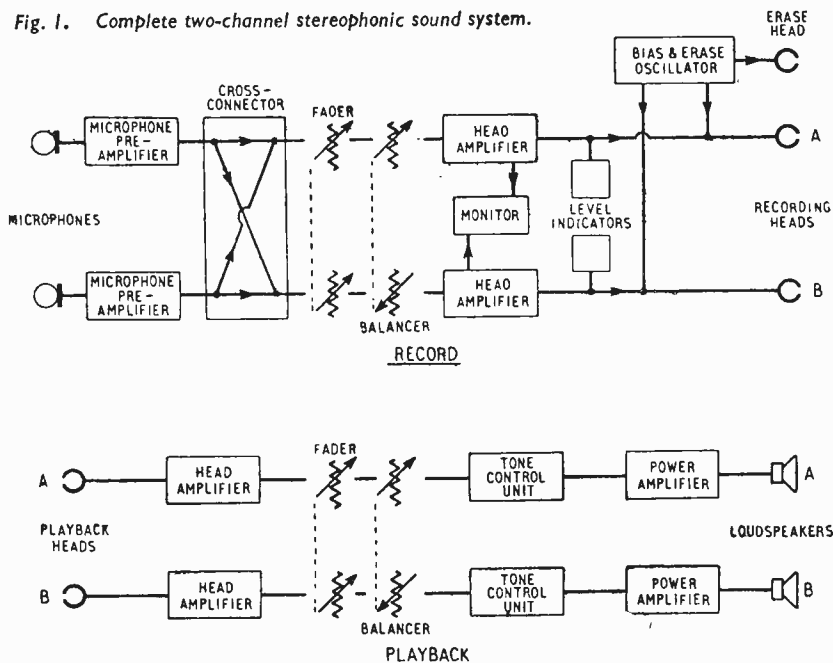 Fig. 1. Complete two-channel stereophonic sound system.
ERASE
HEAD
BIAS & ERASE
OSCILLATOR
CROSS-
CONNECTOR
FADER
MICROPHONE
PRE-
AMPLIFIER
HEAD
AMPLIFIER
A
MICROPHONES
MONITOR
LEVEL
INDICATORS
RECORDING
HEADS
MICROPHONE
PRE-
AMPLIFIER
HEAD
AMPLIFIER
B
BALANCER
RECORD
FADER
A
HEAD
AMPLIFIER
TONE
CONTROL
UNIT
POWER
AMPLIFIER
A
PLAYBACK
HEADS
LOUDSPEAKERS
B
HEAD
AMPLIFIER
TONE
CONTROL
UNIT
POWER
AMPLIFIER
B
BALANCER
PLAYBACK